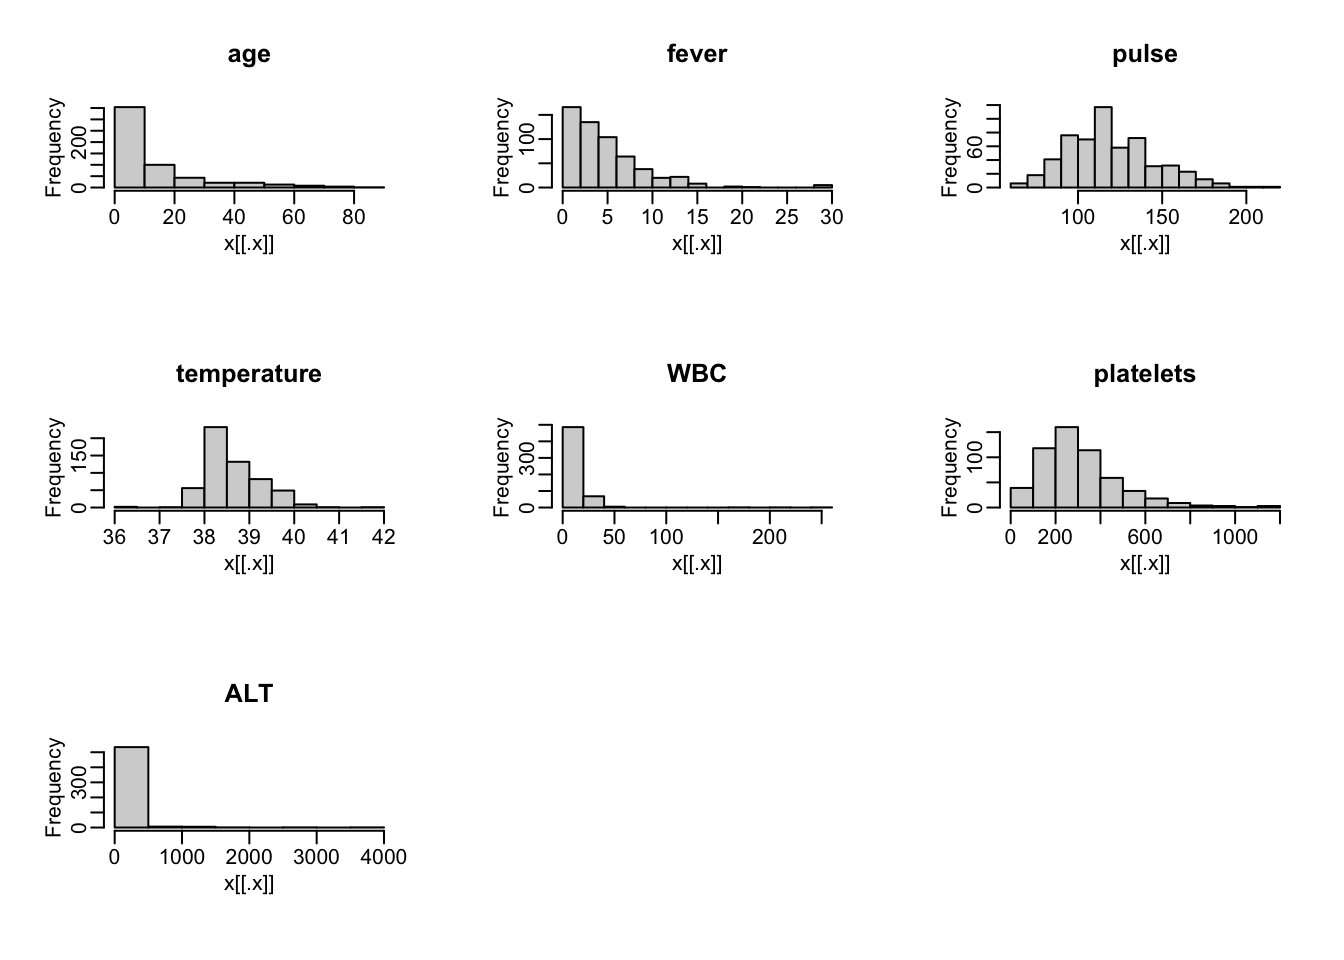 age
Frequency
0 200
0 20 40 60 80
x[[.x]]
fever
Frequency
0 100
0 5 10 15 20 25 30
x[[.x]]
pulse
Frequency
0 60
100 150 200
x[[.x]]
temperature
Frequency
0 150
36 37 38 39 40 41 42
x[[.x]]
WBC
Frequency
0 300
0 50 100 200
x[[.x]]
platelets
Frequency
0 100
0 200 600 1000
x[[.x]]
ALT
Frequency
0 300
0 1000 2000 3000 4000
x[[.x]]